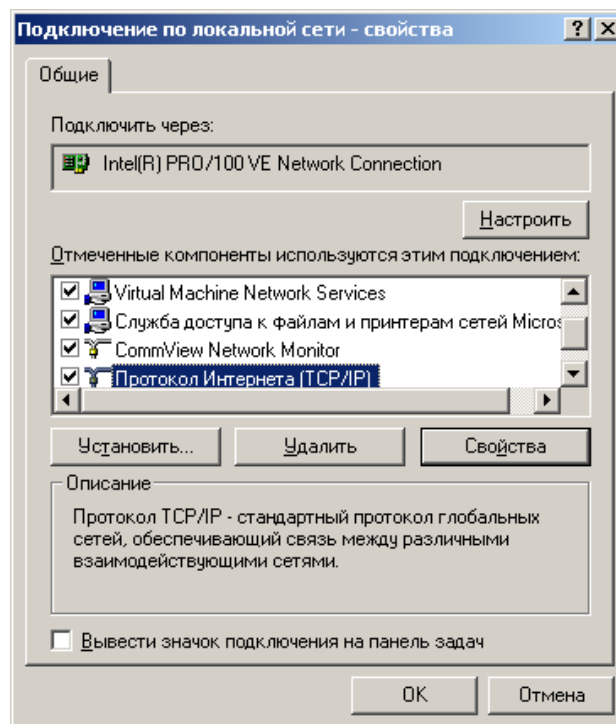 Подключение по локальной сети - свойства
Общие
Подключить через:
Intel(R) PRO/100 VE Network Connection
Настроить
Отмеченные компоненты используются этим подключением:
Virtual Machine Network Services
Служба доступа к файлам и принтерам сетей Micros
CommView Network Monitor
Протокол Интернета (TCP/IP)
Установить... Удалить Свойства
Описание
Протокол TCP/IP - стандартный протокол глобальных
сетей, обеспечивающий связь между различными
взаимодействующими сетями.
Вывести значок подключения на панель задач
OK Отмена